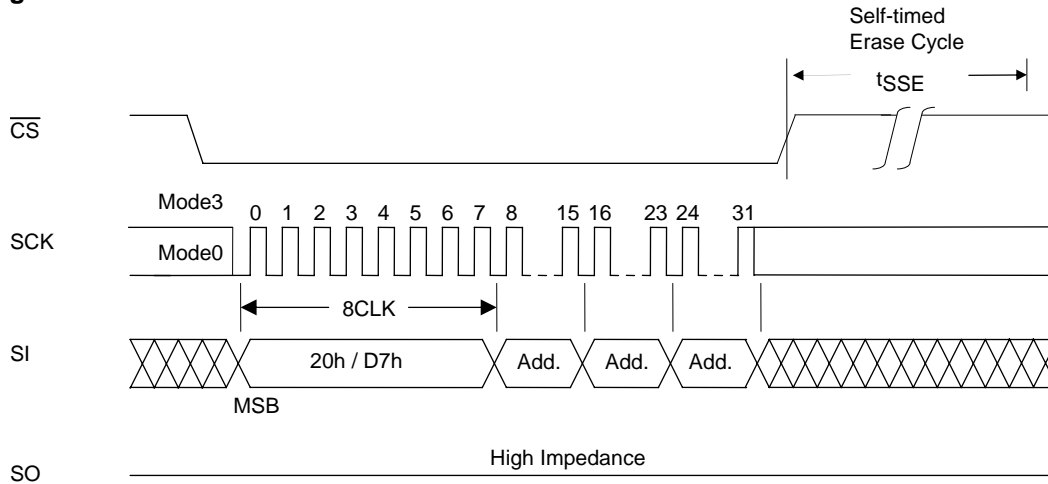 Self-timed
Erase Cycle
tSSE
CS
Mode3
0 1 2 3 4 5 6 7 8 15 16 23 24 31
SCK
Mode0
8CLK
SI
20h / D7h Add. Add. Add.
MSB
High Impedance
SO